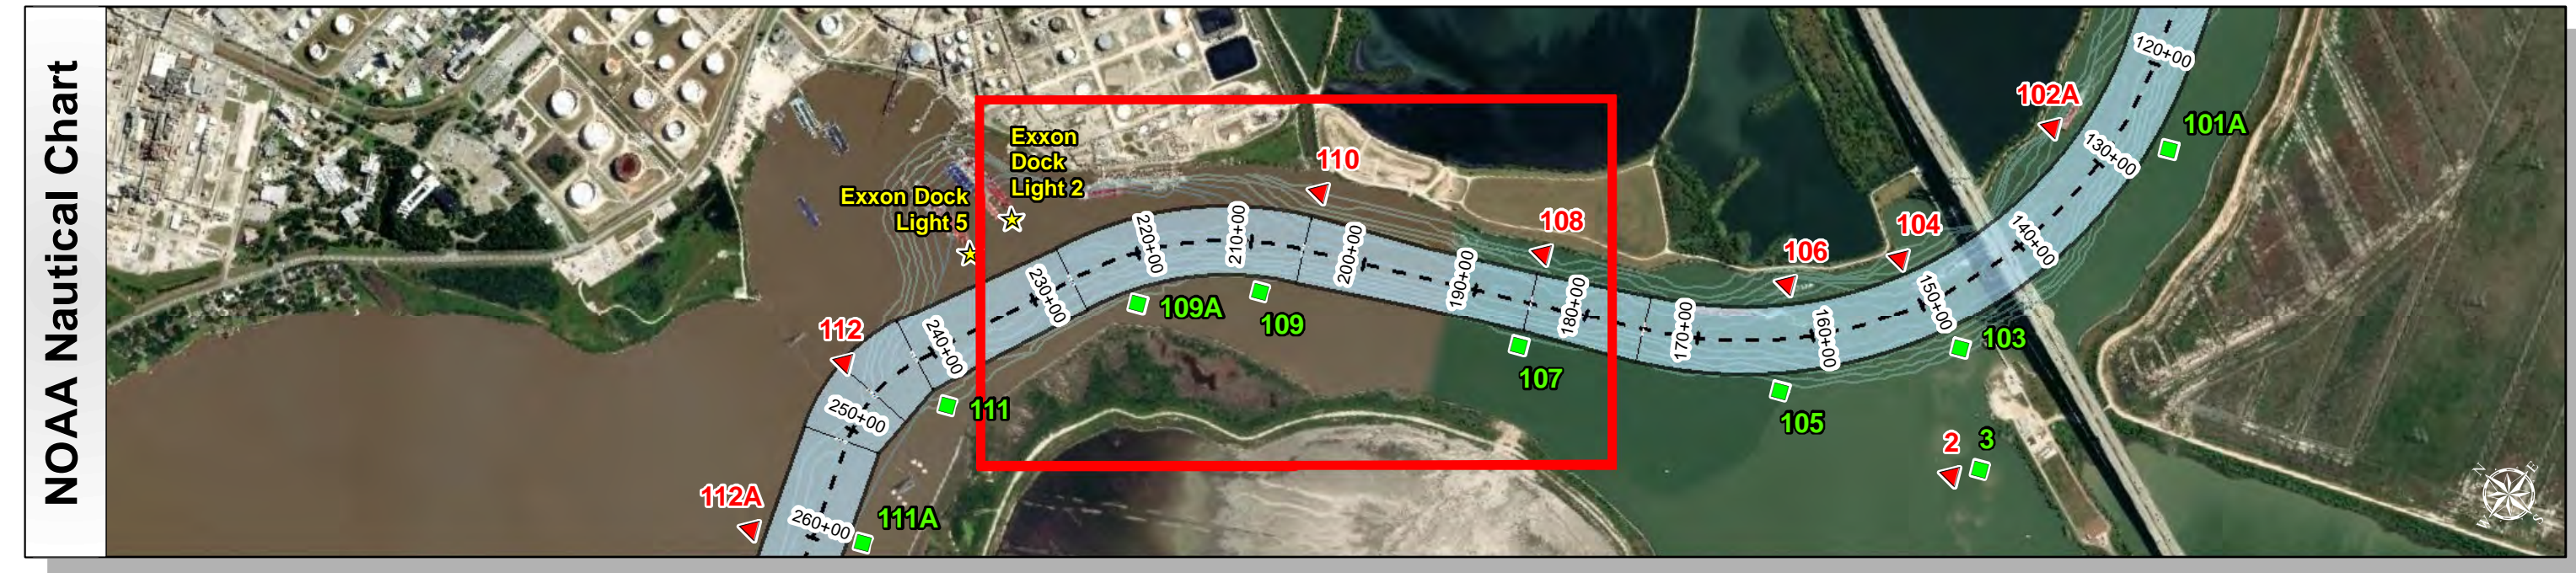 NOAA Nautical Chart
120+00
102A
101A
130+00
Exxon
Dock
Light 2
110
Exxon Dock
Light 5
108
104
106
220+00
210+00
200+00
190+00
180+00
170+00
160+00
150+00
140+00
230+00
240+00
109A
109
103
112
107
111
105
250+00
2
3
112A
111A
260+00
N
E
W
S